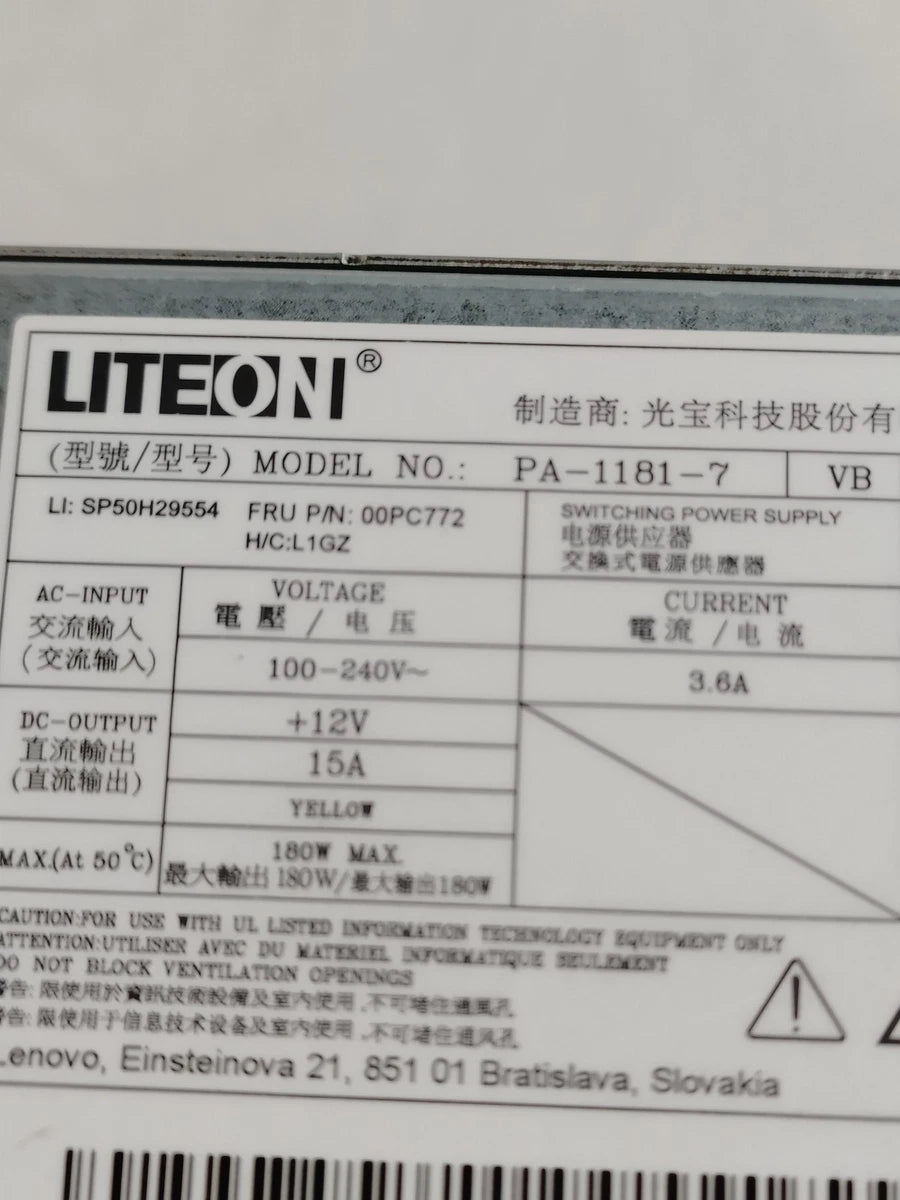 LITEON®
制造商: 光宝科技股份有
(型號/型号) MODEL NO.: PA-1181-7 VB
LI: SP50H29554 FRU P/N: 00PC772
H/C:L1GZ
SWITCHING POWER SUPPLY
电源供应器
交換式電源供應器
AC-INPUT
交流輸入
(交流输入)
VOLTAGE
電壓 / 电压
100-240V~
CURRENT
電流 / 电流
3.6A
DC-OUTPUT
直流輸出
(直流输出)
+12V
15A
YELLOW
MAX.(At 50℃)
180W MAX.
最大輸出180W/最大输出180W
CAUTION:FOR USE WITH UL LISTED INFORMATION TECHNOLOGY EQUIPMENT ONLY
ATTENTION:UTILISER AVEC DU MATERIEL INFORMATIQUE SEULEMENT
DO NOT BLOCK VENTILATION OPENINGS
警告: 限使用於資訊技術設備及室內使用,不可堵住通風孔
警告: 限使用于信息技术设备及室内使用,不可堵住通风孔
Lenovo, Einsteinova 21, 851 01 Bratislava, Slovakia